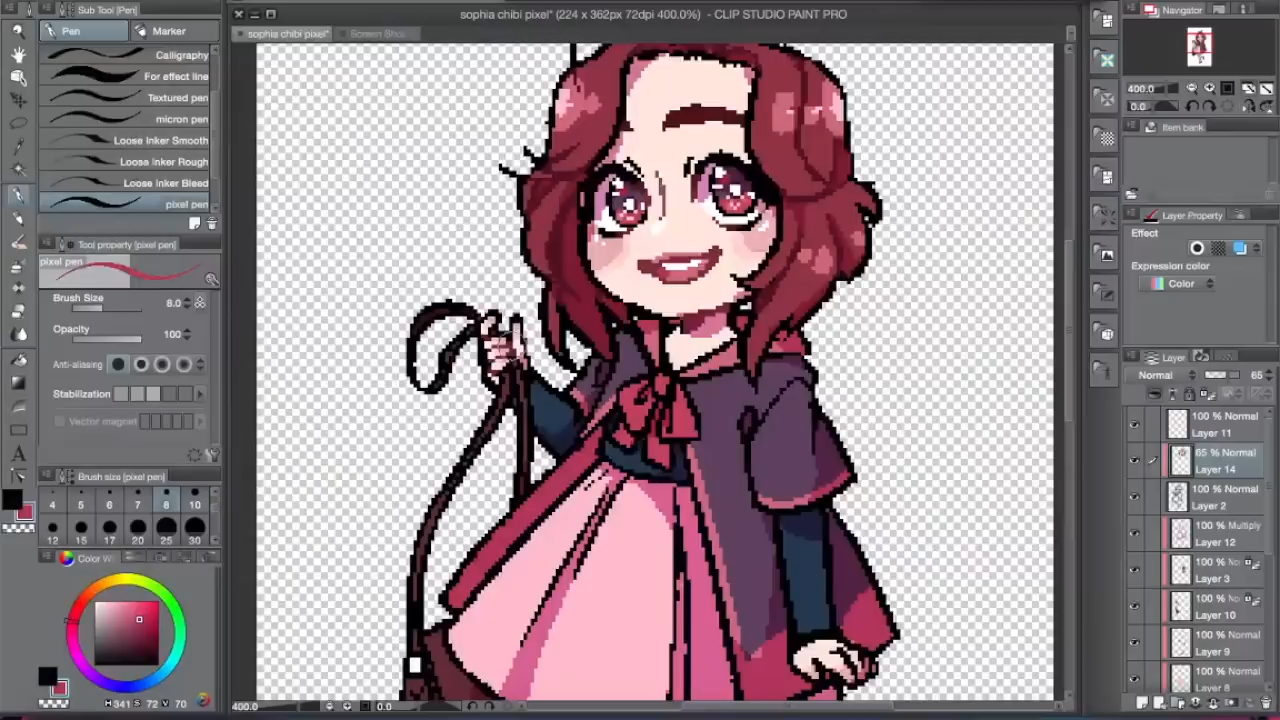 Sub Tool [Pen]
Pen
Marker
Calligraphy
For effect line
Textured pen
micron pen
Loose Inker Smooth
Loosa Inker Rough
Loose Inker Bleed
pixel pen
Tool property [pixel pen]
pixel pen
Brush Size 8.0
Opacity 100
Anti-aliasing
Stabilization
Vector magnet
Brush size [pixel pen]
4 5 6 7 8 10
12 15 17 20 25 30
Color W
H 341 S 72 V 70
sophia chibi pixel* (224 x 362px 72dpi 400.0%) - CLIP STUDIO PAINT PRO
sophia chibi pixel*
Screen Shot
400.0 0.0
Navigator
400.0
0.0
Item bank
Layer Property
Effect
Expression color
Color
Layer
Normal 65
100 % Normal
Layer 11
65 % Normal
Layer 14
100 % Normal
Layer 2
100 % Multiply
Layer 12
100 %
Layer 3
100 %
Layer 10
100 % Normal
Layer 9
100 % Normal
Layer 8